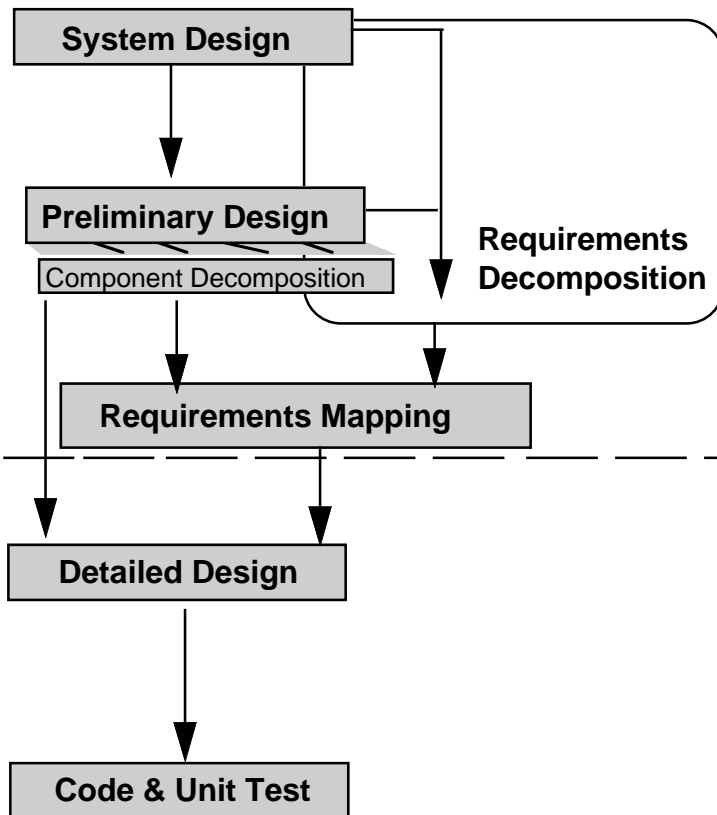 System Design
Preliminary Design
Requirements
Decomposition
Component Decomposition
Requirements Mapping
Detailed Design
Code & Unit Test